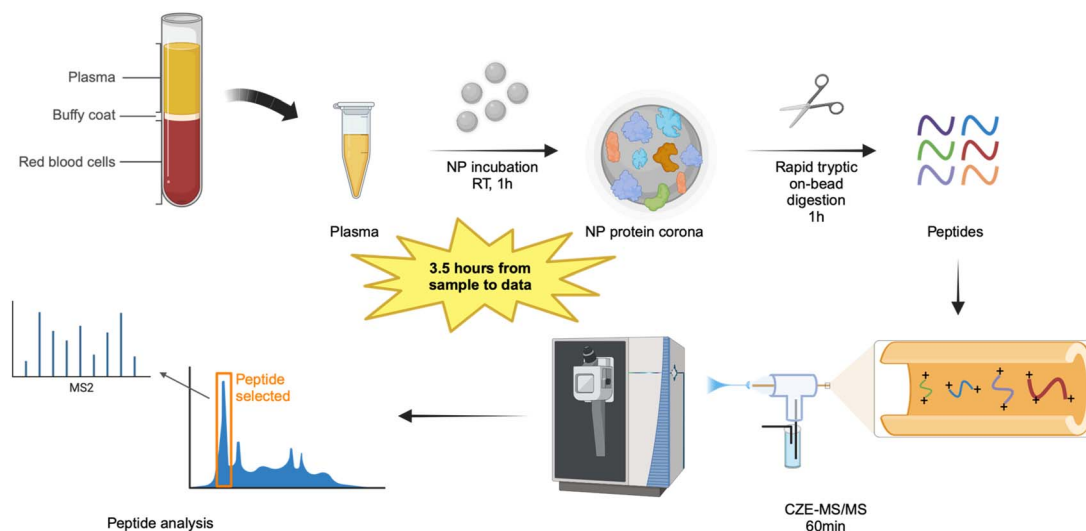 Plasma
Buffy coat
Red blood cells
Plasma
NP incubation
RT, 1h
NP protein corona
Rapid tryptic
on-bead
digestion
1h
Peptides
3.5 hours from
sample to data
MS2
Peptide
selected
Peptide analysis
+ + + + + + + + +
CZE-MS/MS
60min